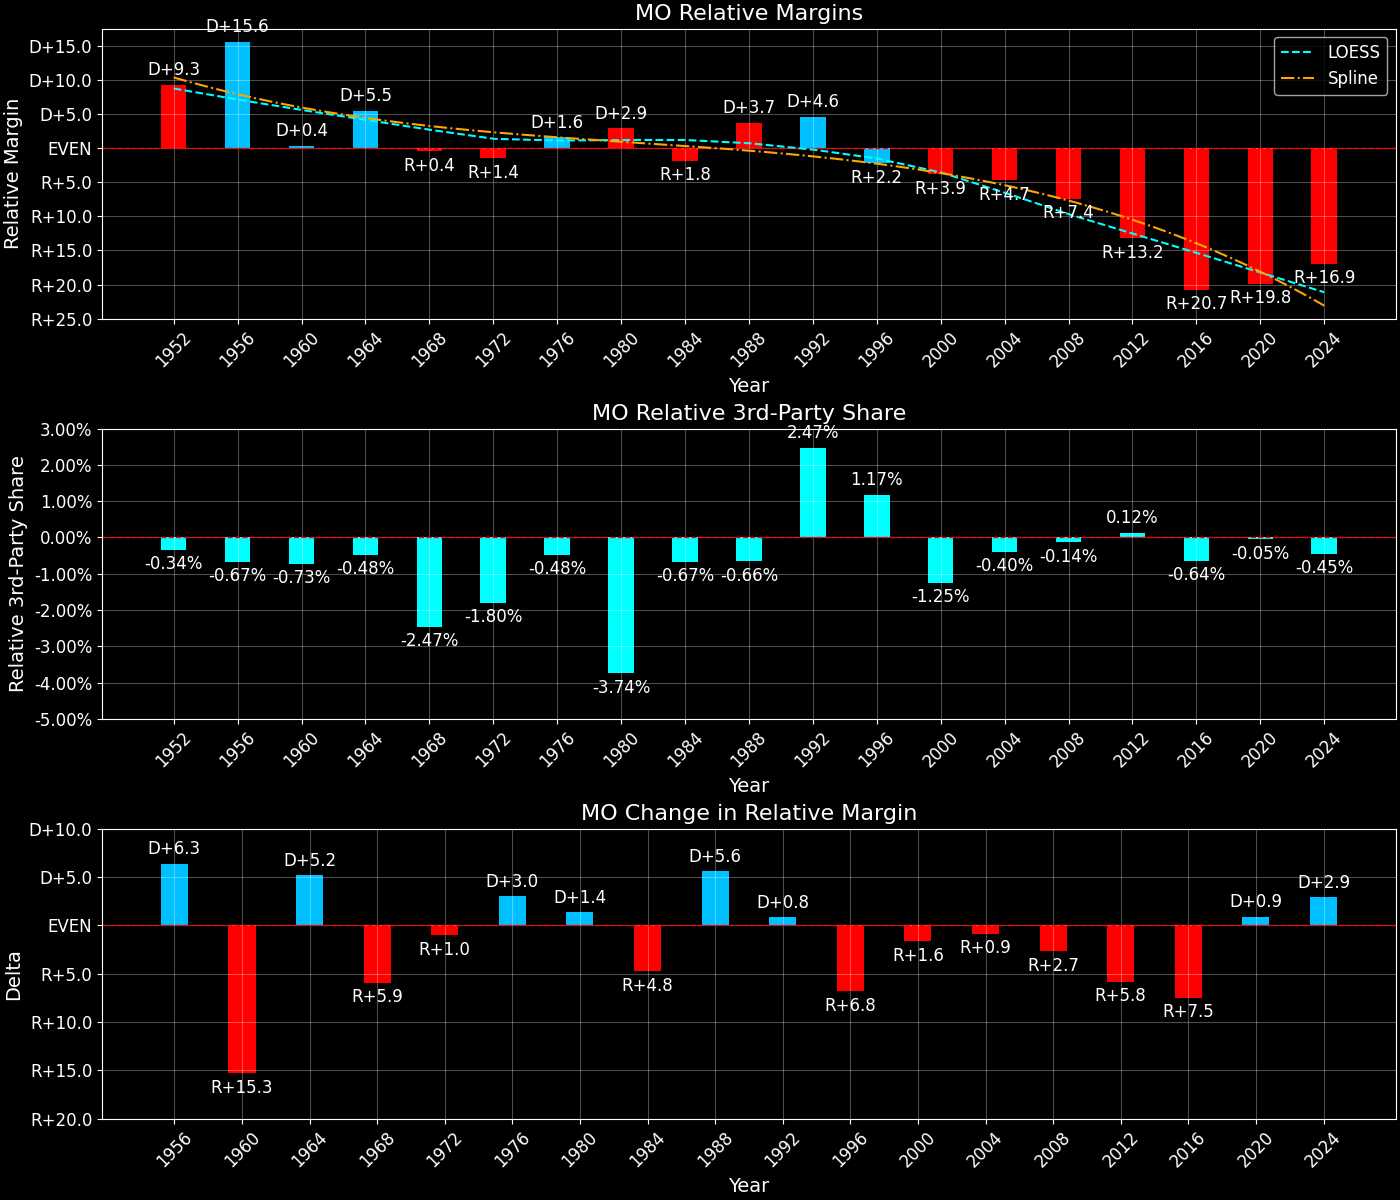 MO Relative Margins
Relative Margin
D+15.0
D+10.0
D+5.0
EVEN
R+5.0
R+10.0
R+15.0
R+20.0
R+25.0
D+9.3
D+15.6
D+0.4
D+5.5
R+0.4
R+1.4
D+1.6
D+2.9
R+1.8
D+3.7
D+4.6
R+2.2
R+3.9
R+4.7
R+7.4
R+13.2
R+20.7
R+19.8
R+16.9
LOESS
Spline
1952
1956
1960
1964
1968
1972
1976
1980
1984
1988
1992
1996
2000
2004
2008
2012
2016
2020
2024
Year
MO Relative 3rd-Party Share
Relative 3rd-Party Share
3.00%
2.00%
1.00%
0.00%
-1.00%
-2.00%
-3.00%
-4.00%
-5.00%
-0.34%
-0.67%
-0.73%
-0.48%
-2.47%
-1.80%
-0.48%
-3.74%
-0.67%
-0.66%
2.47%
1.17%
-1.25%
-0.40%
-0.14%
0.12%
-0.64%
-0.05%
-0.45%
1952
1956
1960
1964
1968
1972
1976
1980
1984
1988
1992
1996
2000
2004
2008
2012
2016
2020
2024
Year
MO Change in Relative Margin
Delta
D+10.0
D+5.0
EVEN
R+5.0
R+10.0
R+15.0
R+20.0
D+6.3
R+15.3
D+5.2
R+5.9
R+1.0
D+3.0
D+1.4
R+4.8
D+5.6
D+0.8
R+6.8
R+1.6
R+0.9
R+2.7
R+5.8
R+7.5
D+0.9
D+2.9
1956
1960
1964
1968
1972
1976
1980
1984
1988
1992
1996
2000
2004
2008
2012
2016
2020
2024
Year